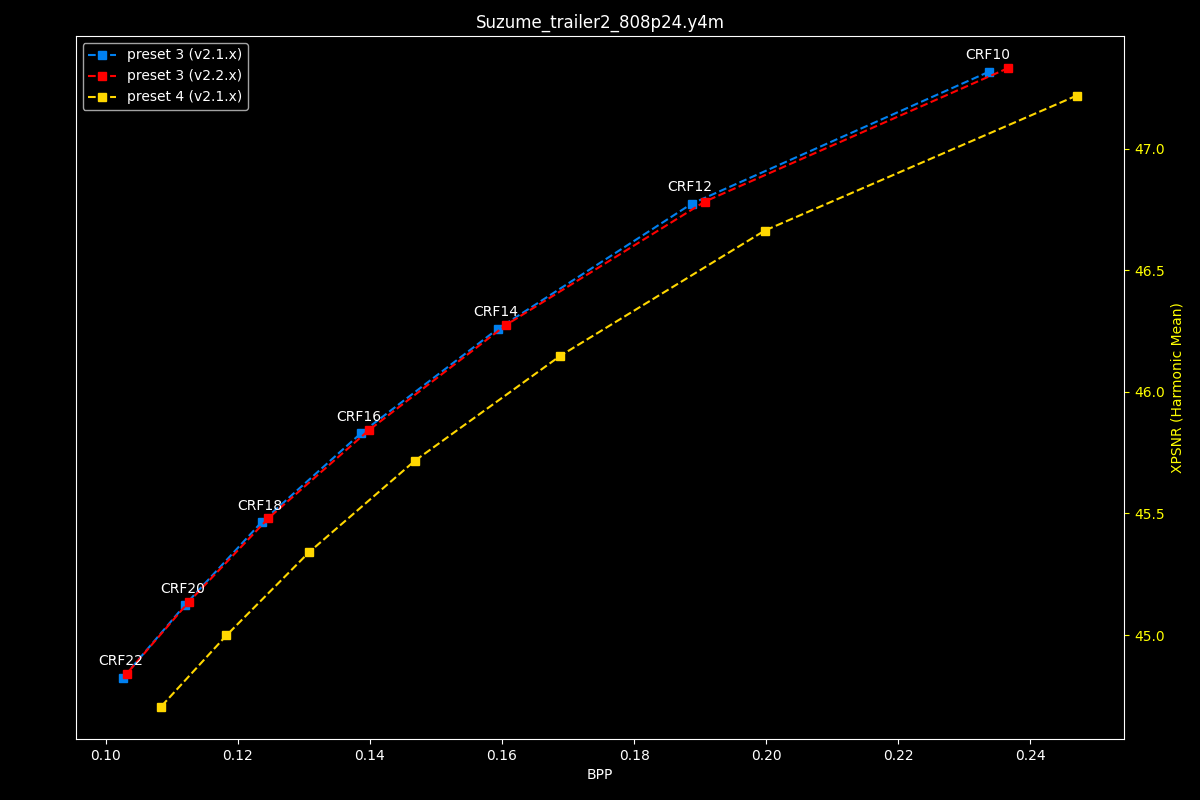 Suzume_trailer2_808p24.y4m
preset 3 (v2.1.x)
preset 3 (v2.2.x)
preset 4 (v2.1.x)
CRF10
CRF12
CRF14
CRF16
CRF18
CRF20
CRF22
47.0
46.5
46.0
45.5
45.0
XPSNR (Harmonic Mean)
0.10 0.12 0.14 0.16 0.18 0.20 0.22 0.24
BPP